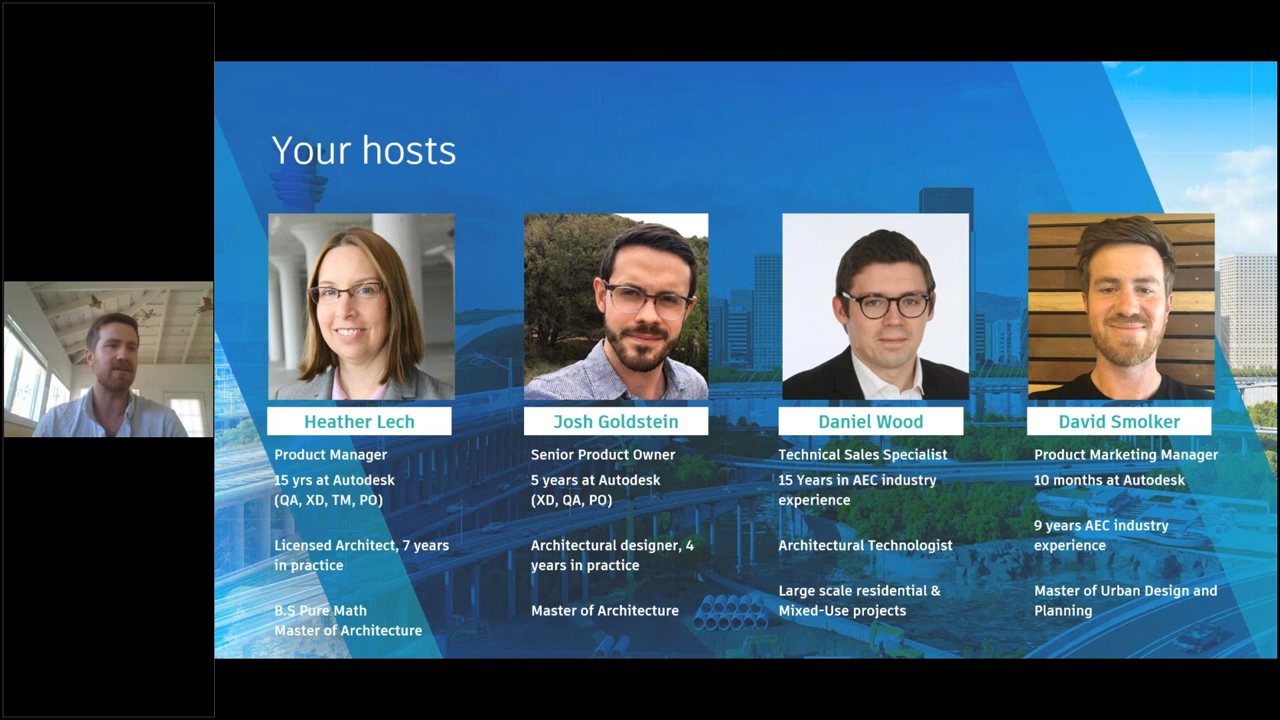 Your hosts
Heather Lech
Product Manager
15 yrs at Autodesk
(QA, XD, TM, PO)
Licensed Architect, 7 years
in practice
B.S Pure Math
Master of Architecture
Josh Goldstein
Senior Product Owner
5 years at Autodesk
(XD, QA, PO)
Architectural designer, 4
years in practice
Master of Architecture
Daniel Wood
Technical Sales Specialist
15 Years in AEC industry
experience
Architectural Technologist
Large scale residential &
Mixed-Use projects
David Smolker
Product Marketing Manager
10 months at Autodesk
9 years AEC industry
experience
Master of Urban Design and
Planning